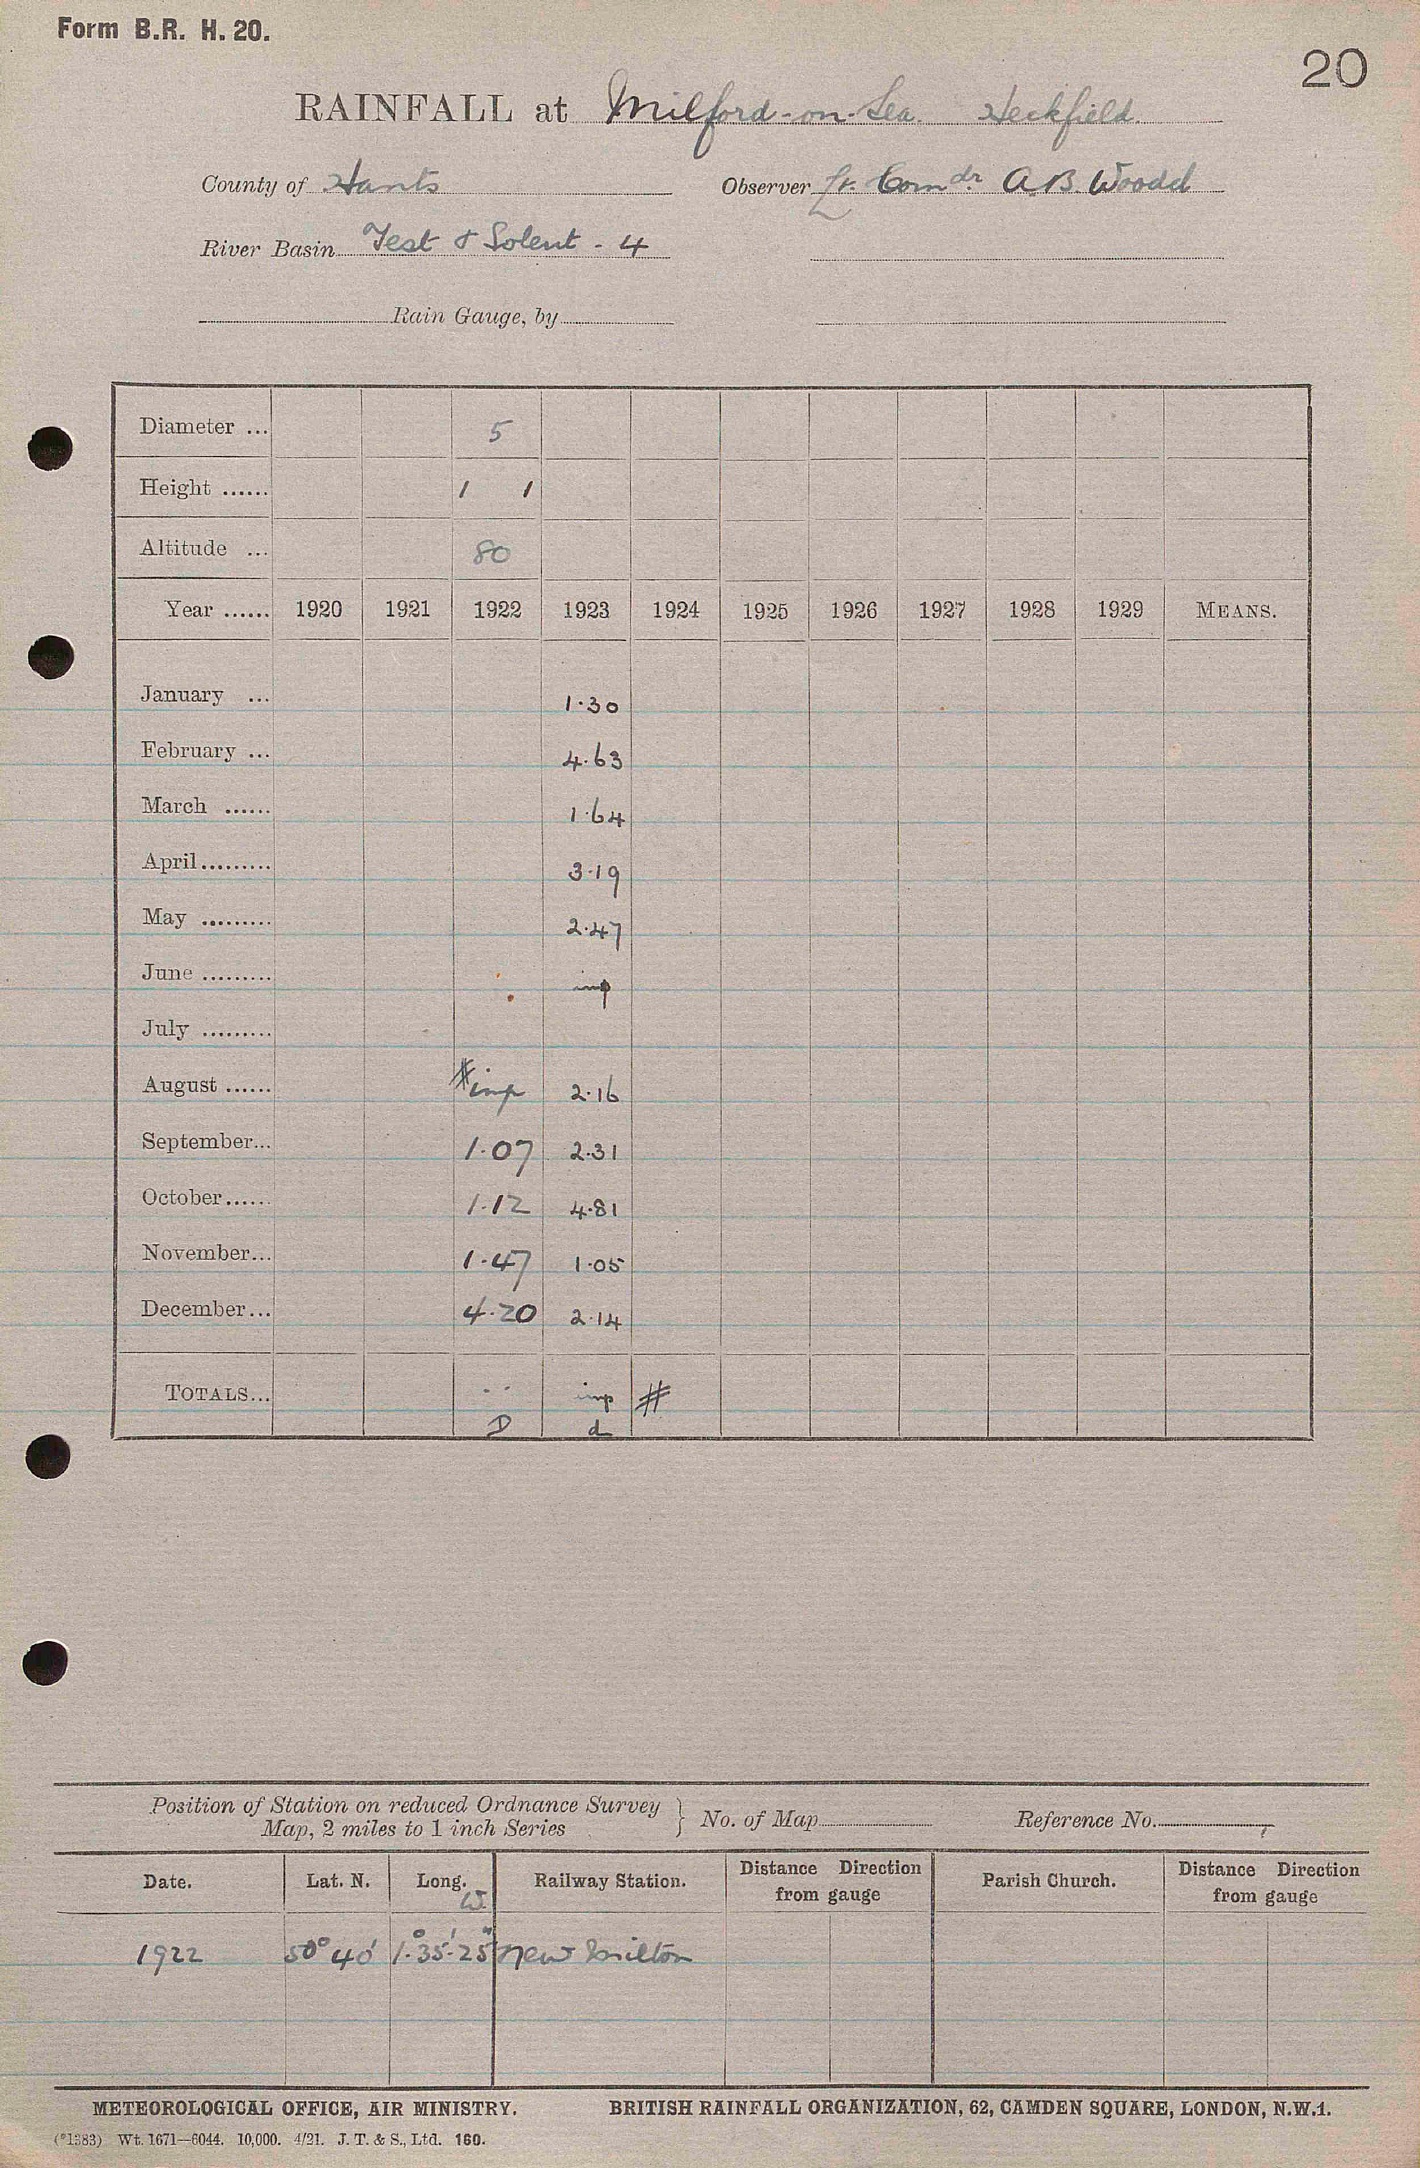 Form B.R. H. 20.
20
RAINFALL at Milford-on-Sea. Heckfield.
County of Hants Observer Lt. Comdr. A.B. Woodd
River Basin Test & Solent - 4
Rain Gauge, by
Diameter ... 5
Height ...... 1 1
Altitude ... 80
Year ...... 1920 1921 1922 1923 1924 1925 1926 1927 1928 1929 MEANS.
January ... 1.30
February ... 4.63
March ...... 1.64
April ......... 3.19
May ......... 2.47
June ......... imp
July .........
August ...... # imp 2.16
September... 1.07 2.31
October...... 1.12 4.81
November... 1.47 1.05
December... 4.20 2.14
TOTALS... .. imp #
D d
Position of Station on reduced Ordnance Survey
Map, 2 miles to 1 inch Series } No. of Map Reference No.
Date. Lat. N. Long. W Railway Station. Distance Direction from gauge Parish Church. Distance Direction from gauge
1922 50° 40' 1°.35'.25" New Milton
METEOROLOGICAL OFFICE, AIR MINISTRY. BRITISH RAINFALL ORGANIZATION, 62, CAMDEN SQUARE, LONDON, N.W.1.
(*1383) Wt. 1671—6044. 10,000. 4/21. J. T. & S., Ltd. 160.